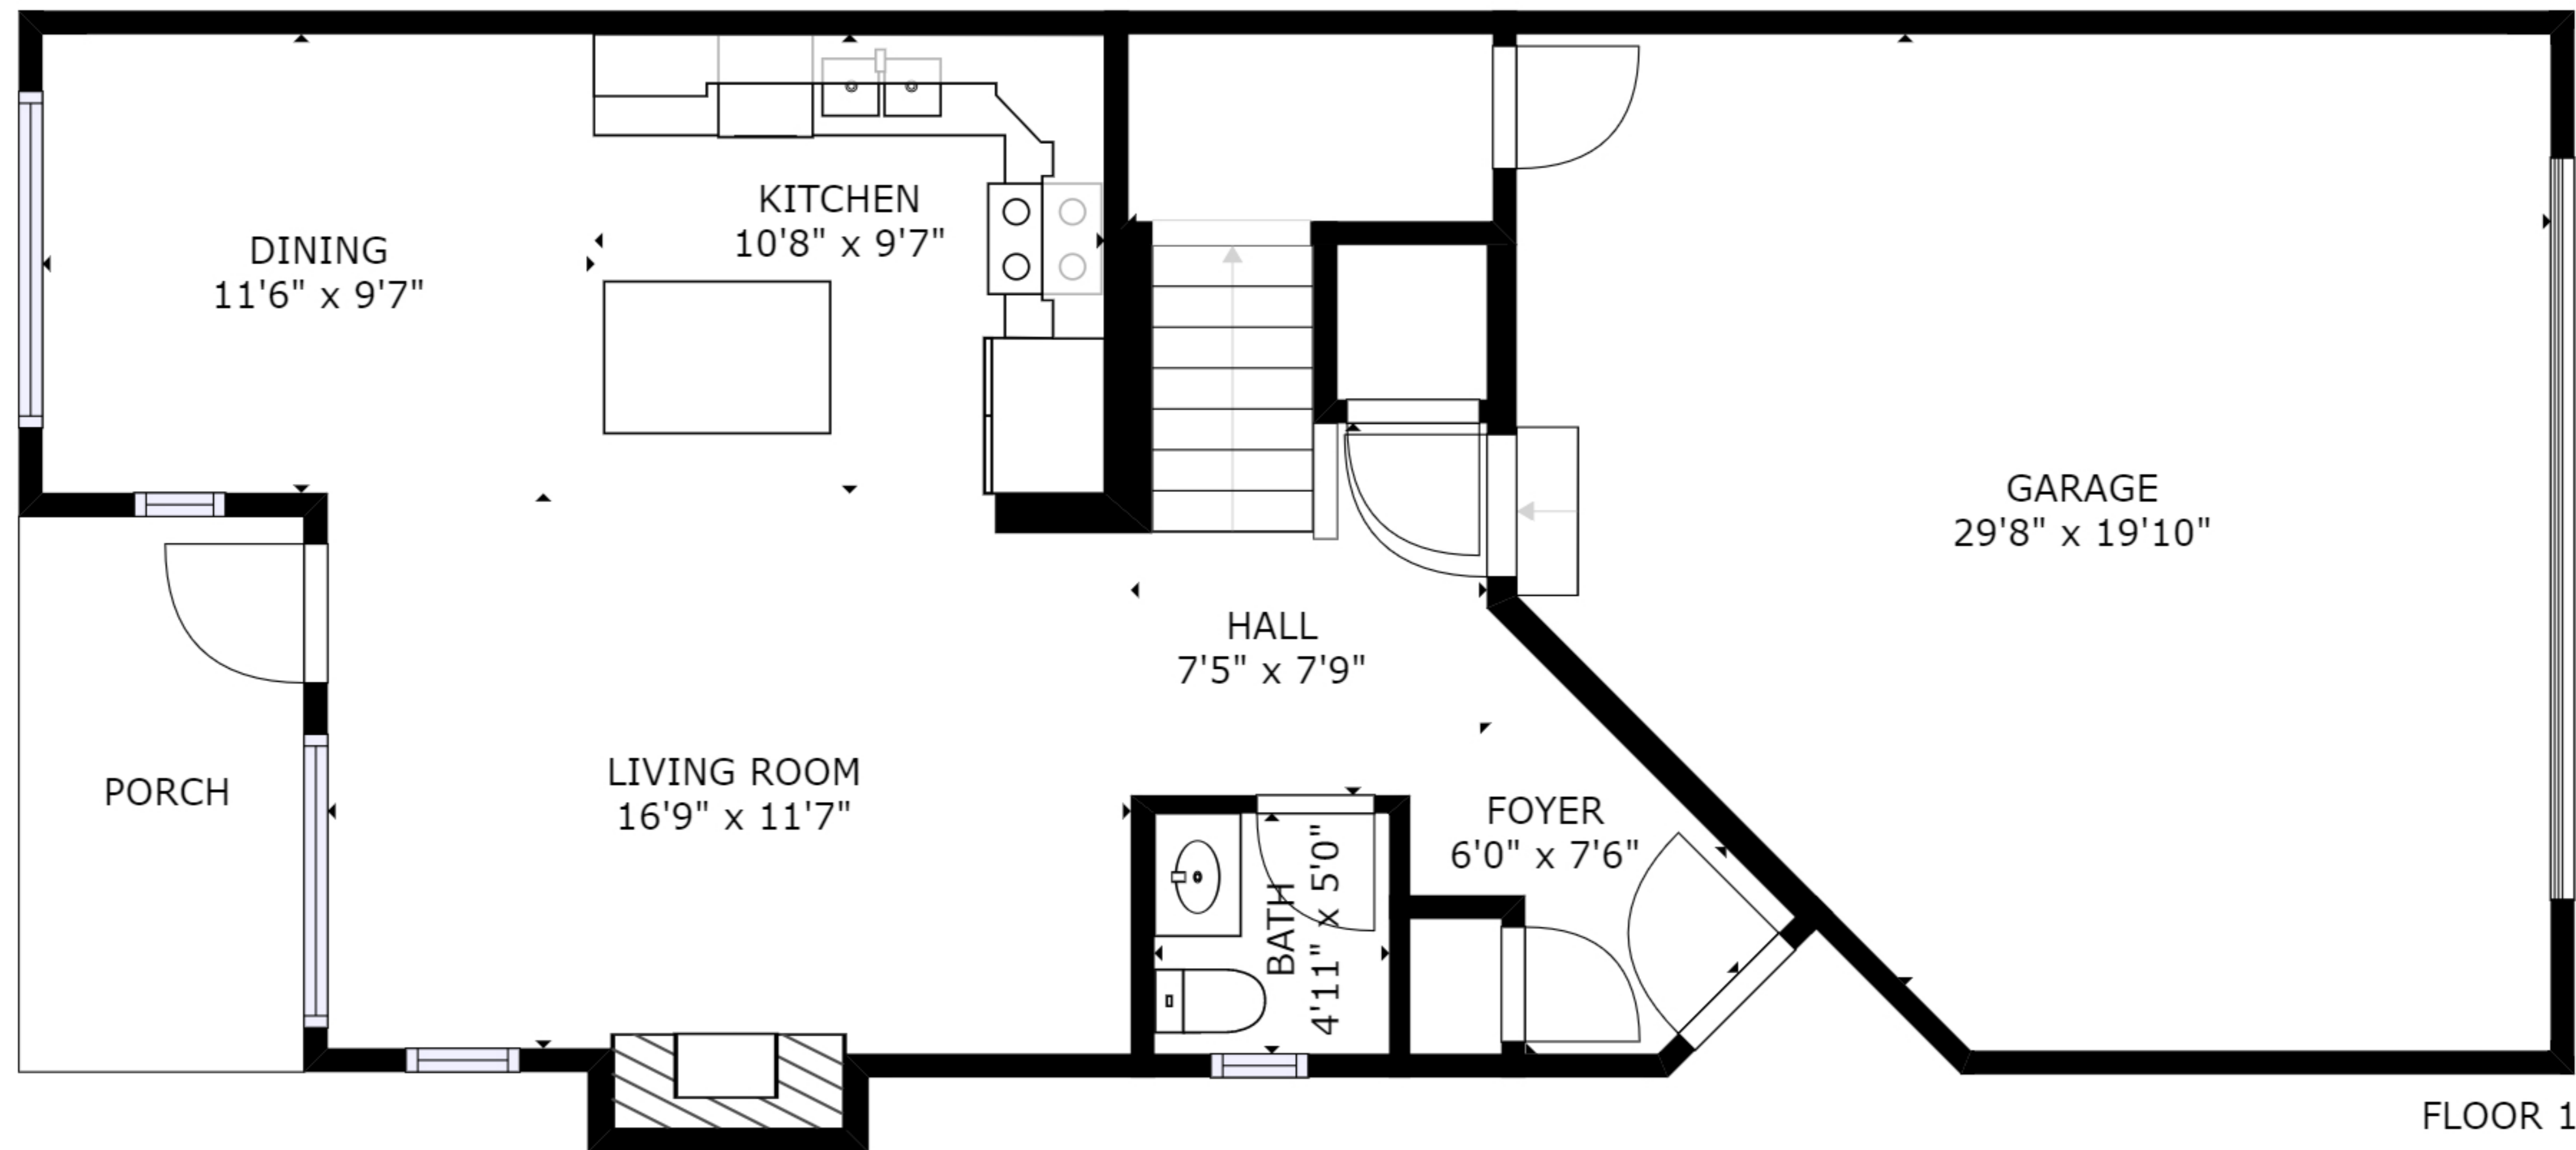 KITCHEN
10'8" x 9'7"
DINING
11'6" x 9'7"
GARAGE
29'8" x 19'10"
HALL
7'5" x 7'9"
LIVING ROOM
16'9" x 11'7"
PORCH
FOYER
6'0" x 7'6"
BATH
4'11" x 5'0"
FLOOR 1